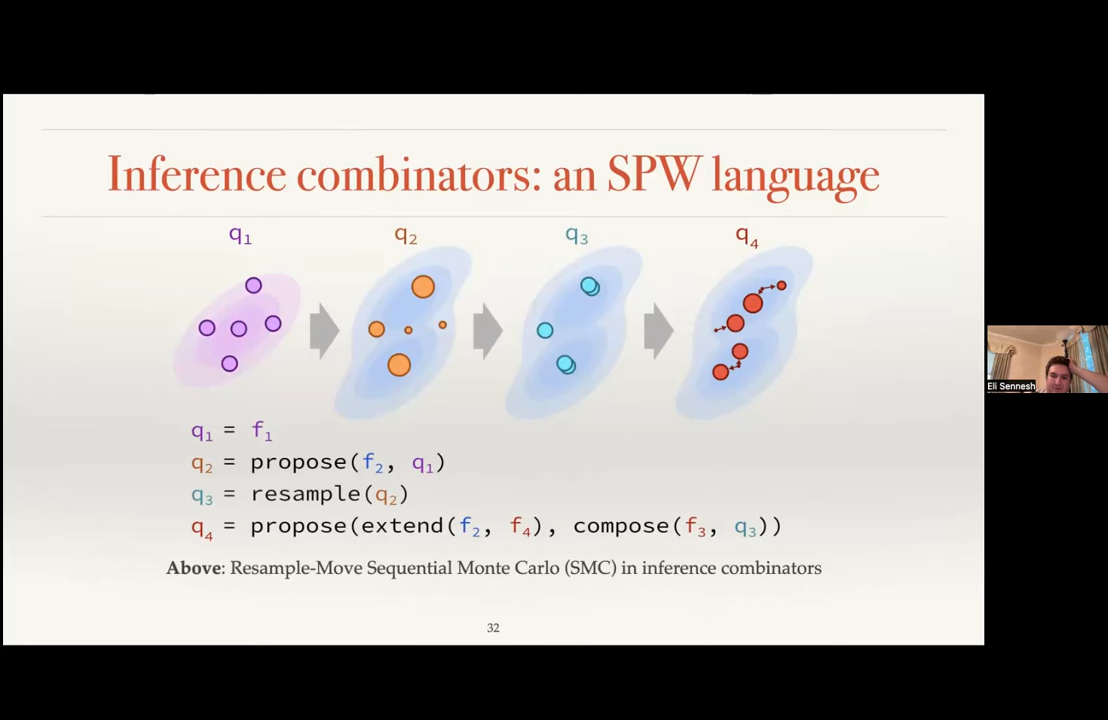 Inference combinators: an SPW language
q₁ q₂ q₃ q₄
q₁ = f₁
q₂ = propose(f₂, q₁)
q₃ = resample(q₂)
q₄ = propose(extend(f₂, f₄), compose(f₃, q₃))
Above: Resample-Move Sequential Monte Carlo (SMC) in inference combinators
32
Eli Sennesh